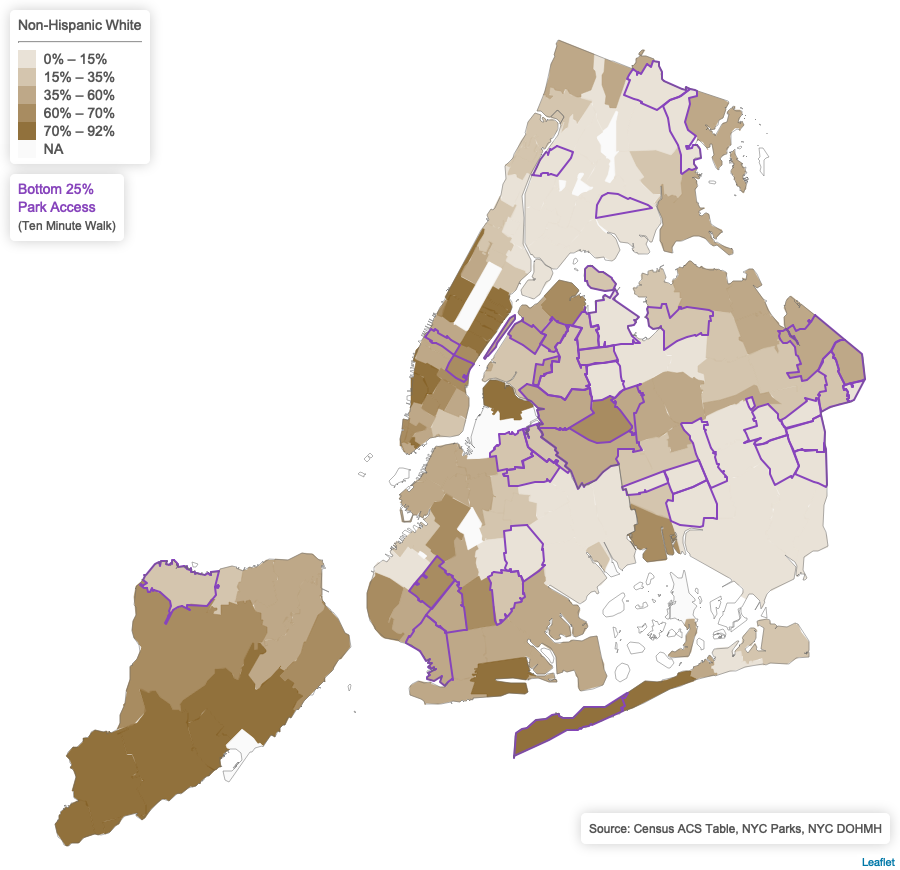 Non-Hispanic White
0% – 15%
15% – 35%
35% – 60%
60% – 70%
70% – 92%
NA
Bottom 25%
Park Access
(Ten Minute Walk)
Source: Census ACS Table, NYC Parks, NYC DOHMH
Leaflet